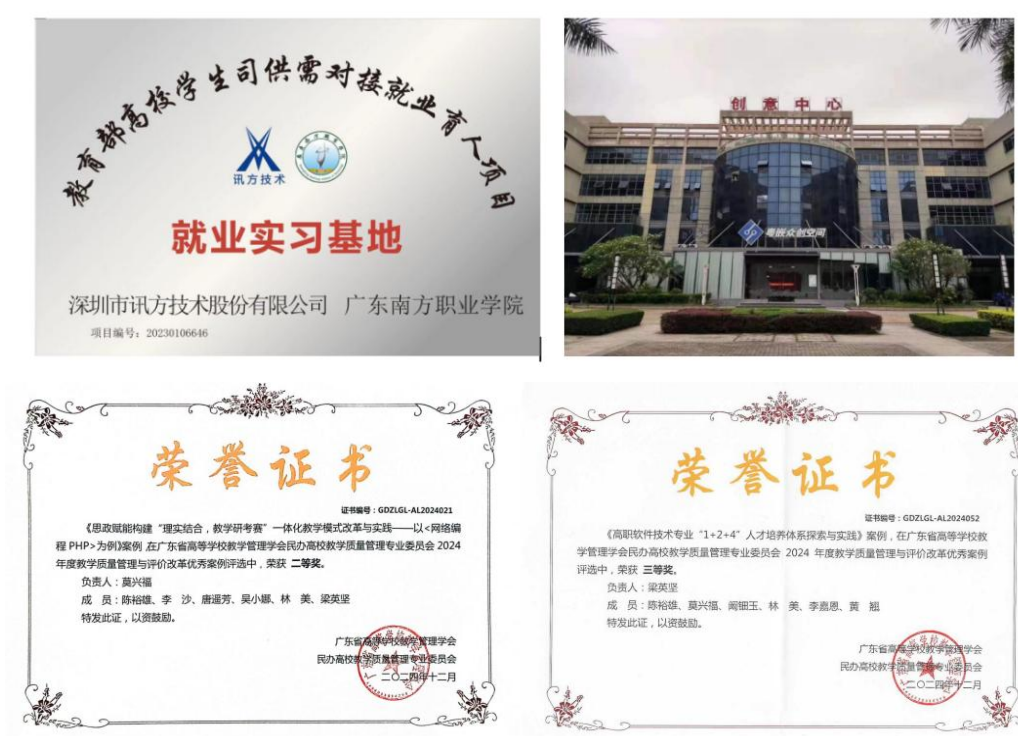 教育部高校学生司供需对接就业育人项目
讯方技术
就业实习基地
深圳市讯方技术股份有限公司 广东南方职业学院
项目编号：20230106646
创意中心
粤嵌众创空间
荣誉证书
证书编号：GDZLGL-AL2024021
《思政赋能构建“理实结合，教学研考赛”一体化教学模式改革与实践——以<网络编
程PHP>为例》案例，在广东省高等学校教学管理学会民办高校教学质量管理专业委员会 2024
年度教学质量管理与评价改革优秀案例评选中，荣获 二等奖。
负责人：莫兴福
成 员：陈裕雄、李 沙、唐遥芳、吴小娜、林 美、梁英坚
特发此证，以资鼓励。
广东省高等学校教学管理学会
民办高校教学质量管理专业委员会
二〇二四年十二月
荣誉证书
证书编号：GDZLGL-AL2024052
《高职软件技术专业“1+2+4”人才培养体系探索与实践》案例，在广东省高等学校教
学管理学会民办高校教学质量管理专业委员会 2024 年度教学质量管理与评价改革优秀案例
评选中，荣获 三等奖。
负责人：梁英坚
成 员：陈裕雄、莫兴福、阇钿玉、林 美、李嘉恩、黄 翘
特发此证，以资鼓励。
广东省高等学校教学管理学会
民办高校教学质量管理专业委员会
二〇二四年十二月